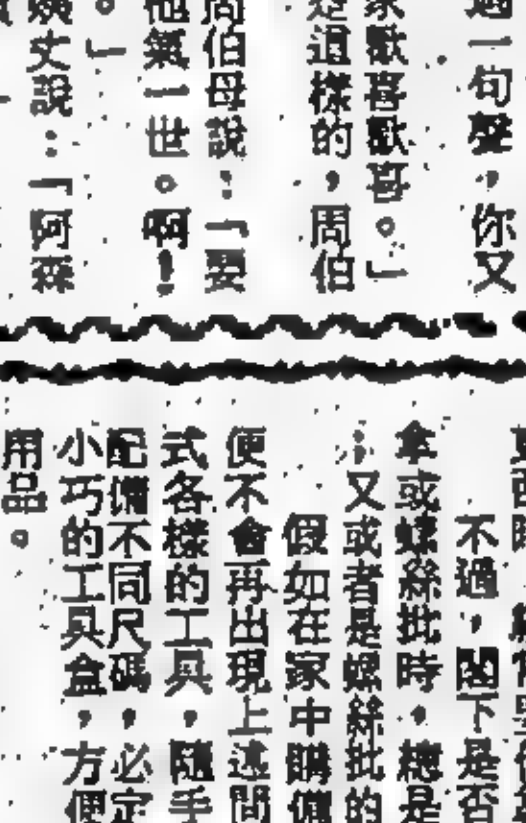 過一句聲，你又
家歡喜歡喜。」
是這樣的，周伯
周伯母說：「要
他氣一世。啊！
。」
姨丈說：「阿森
不過，閣下是否
拿或螺絲批時，總是
：又或者是螺絲批的
假如在家中購備
便不會再出現上述問
式各樣的工具，隨手
配備不同尺碼，必定
小巧的工具盒，方便
用品。